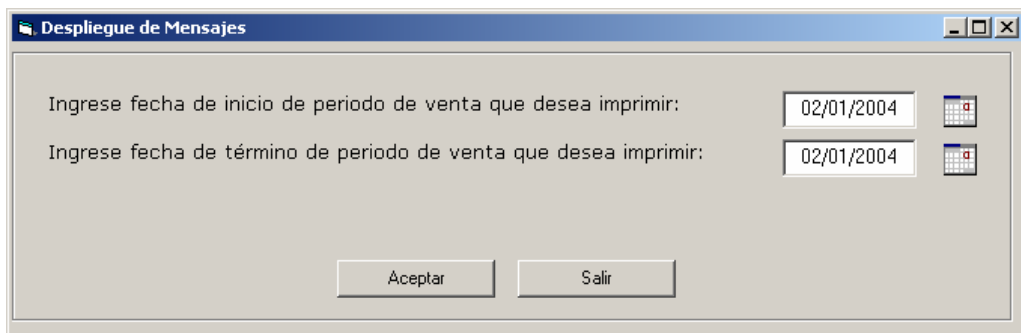 Despliegue de Mensajes
Ingrese fecha de inicio de periodo de venta que desea imprimir: 02/01/2004
Ingrese fecha de término de periodo de venta que desea imprimir: 02/01/2004
Aceptar Salir